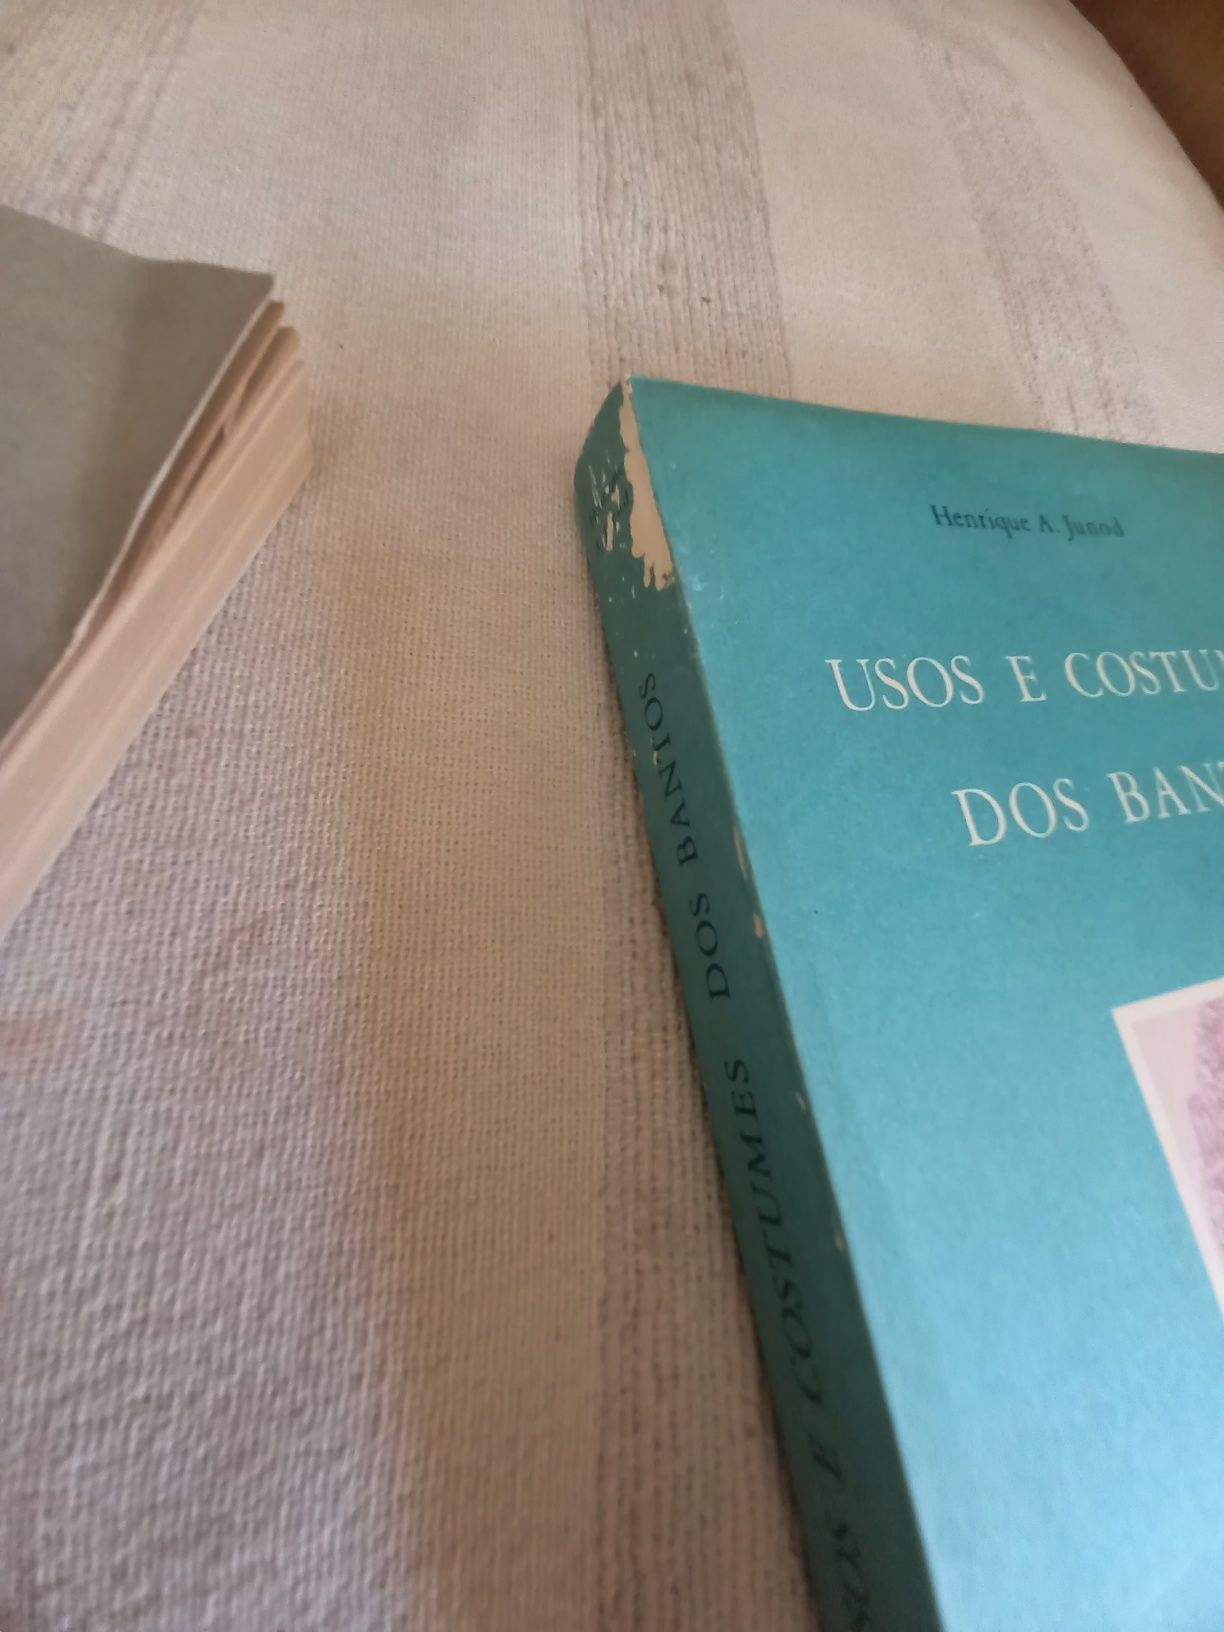 Henrique A. Junod
USOS E COSTU
DOS BAN
E COSTUMES DOS BANTOS